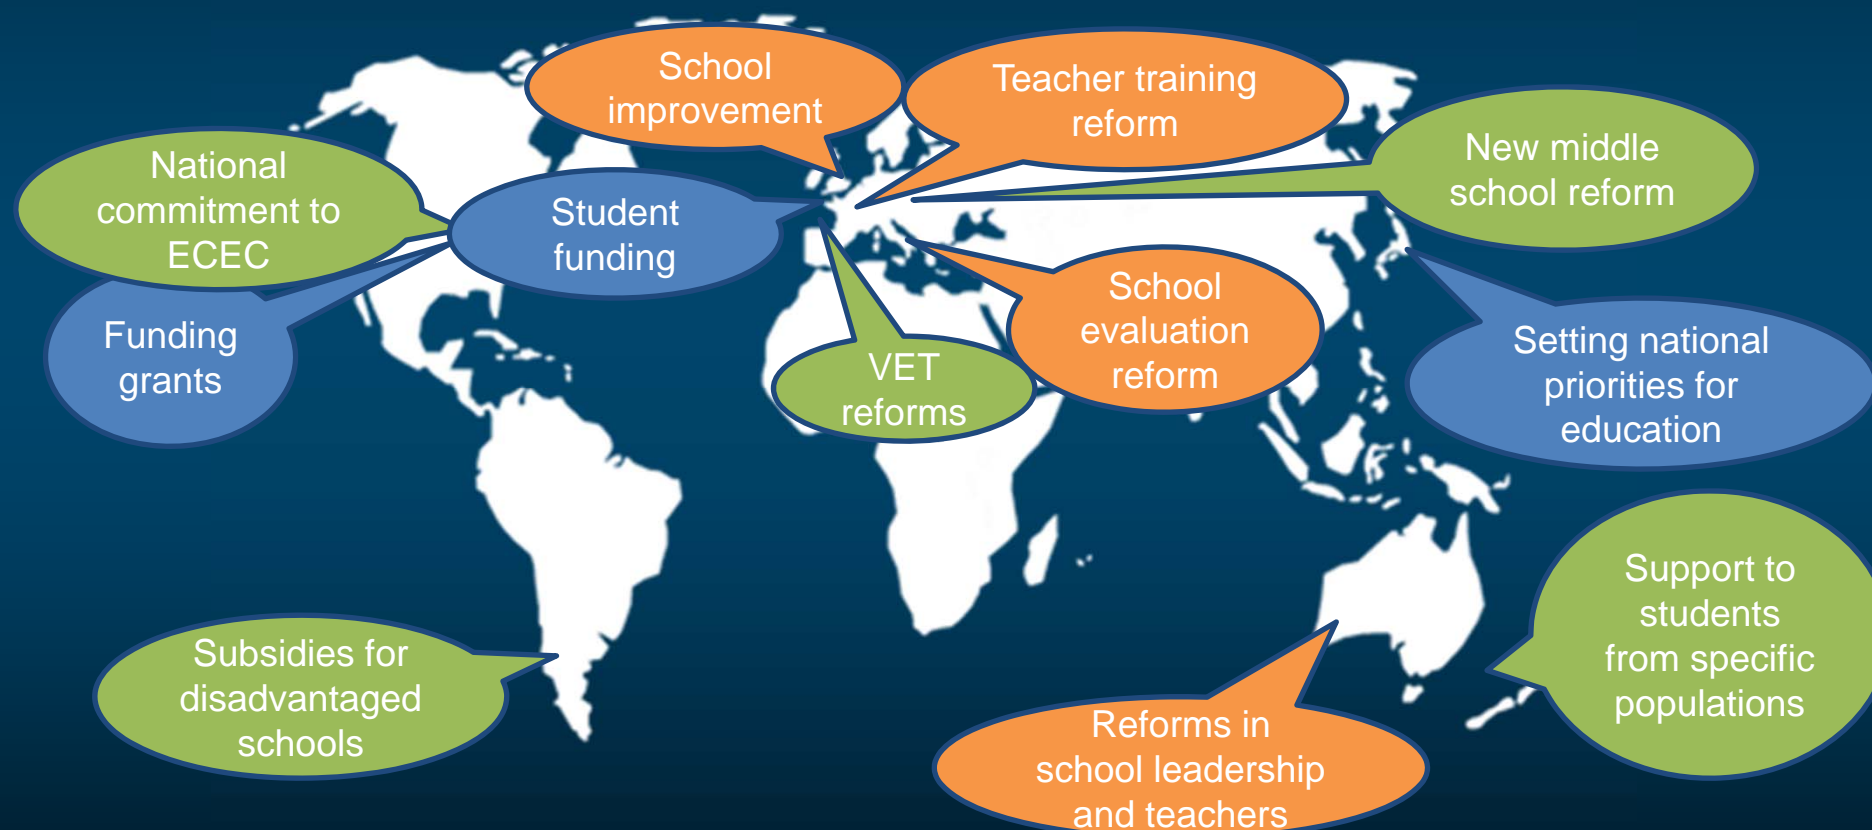 School
improvement
Teacher training
reform
New middle
school reform
National
commitment to
ECEC
Student
funding
Funding
grants
VET
reforms
School
evaluation
reform
Setting national
priorities for
education
Subsidies for
disadvantaged
schools
Reforms in
school leadership
and teachers
Support to
students
from specific
populations